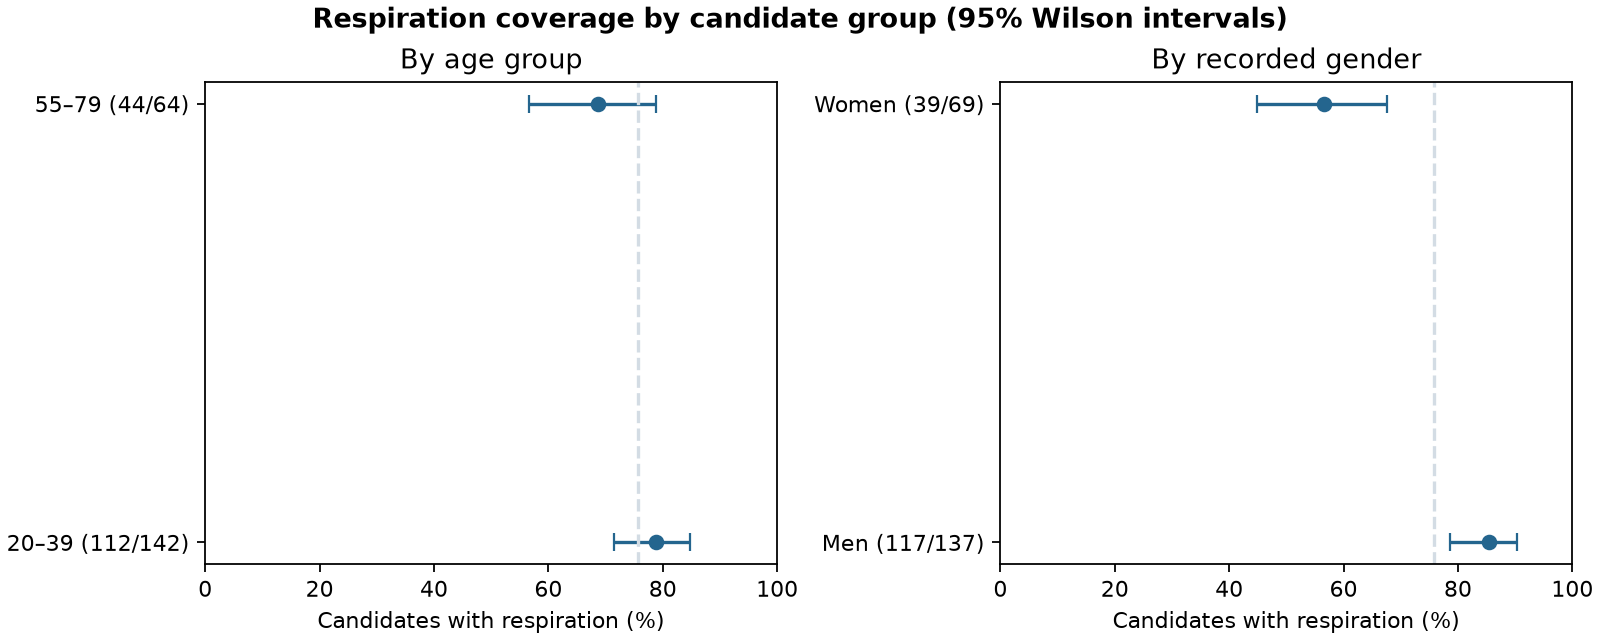 Respiration coverage by candidate group (95% Wilson intervals)
By age group
55–79 (44/64)
20–39 (112/142)
0 20 40 60 80 100
Candidates with respiration (%)
By recorded gender
Women (39/69)
Men (117/137)
0 20 40 60 80 100
Candidates with respiration (%)